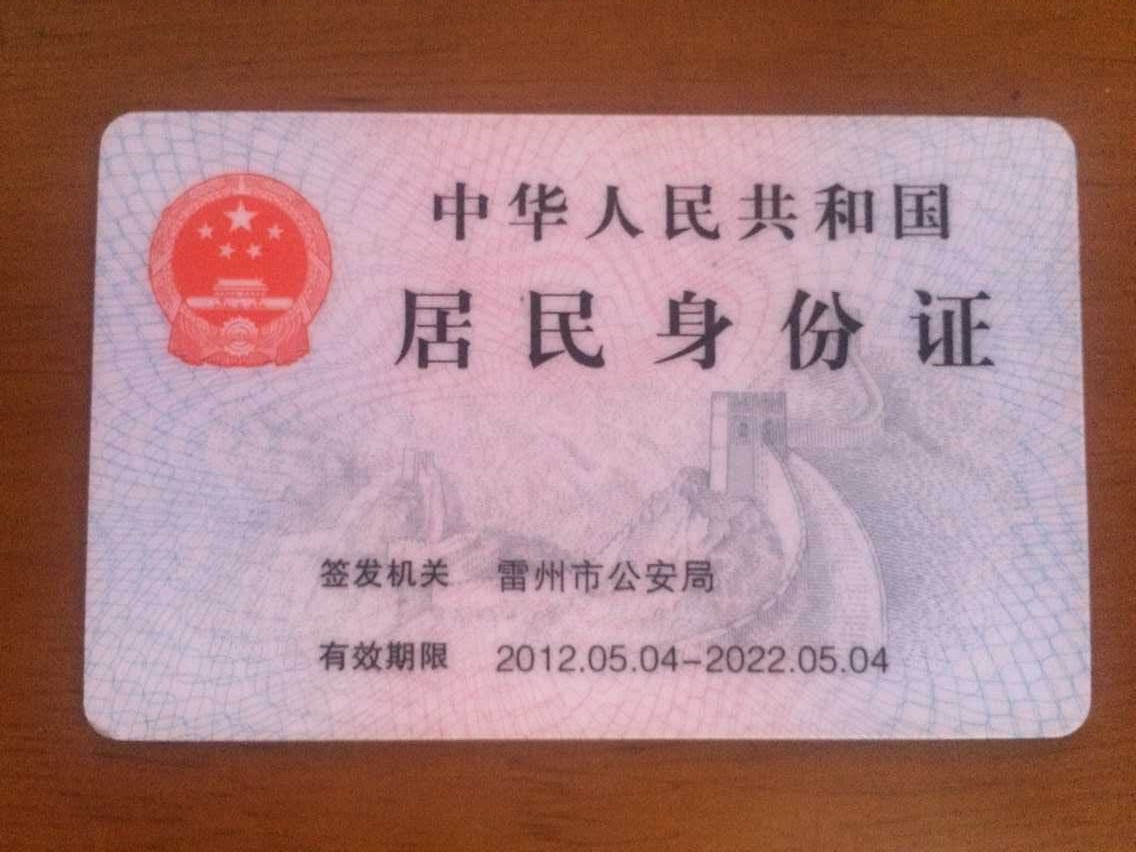 中华人民共和国
居民身份证
签发机关 雷州市公安局
有效期限 2012.05.04-2022.05.04